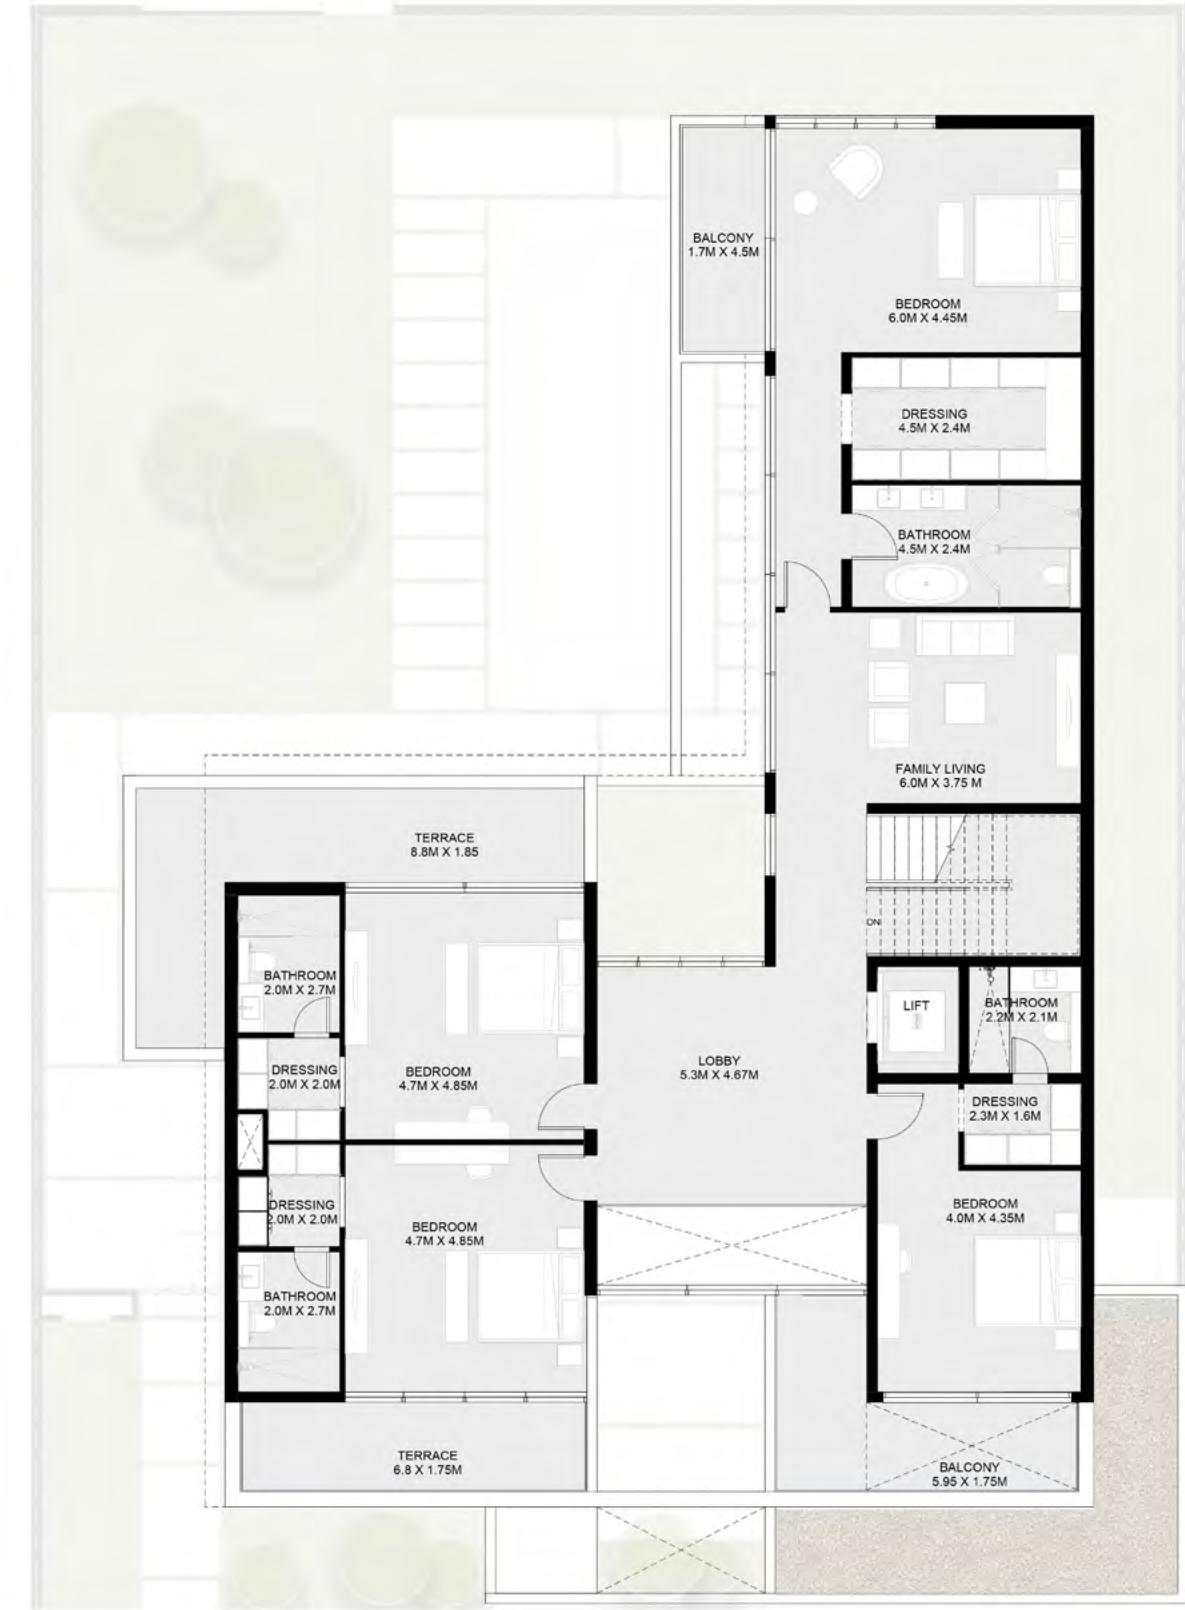 BALCONY
1.7M X 4.5M
BEDROOM
6.0M X 4.45M
DRESSING
4.5M X 2.4M
BATHROOM
4.5M X 2.4M
FAMILY LIVING
6.0M X 3.75 M
TERRACE
8.8M X 1.85
DN
BATHROOM
2.0M X 2.7M
LIFT
BATHROOM
2.2M X 2.1M
LOBBY
5.3M X 4.67M
DRESSING
2.0M X 2.0M
BEDROOM
4.7M X 4.85M
DRESSING
2.3M X 1.6M
DRESSING
2.0M X 2.0M
BEDROOM
4.7M X 4.85M
BEDROOM
4.0M X 4.35M
BATHROOM
2.0M X 2.7M
TERRACE
6.8 X 1.75M
BALCONY
5.95 X 1.75M